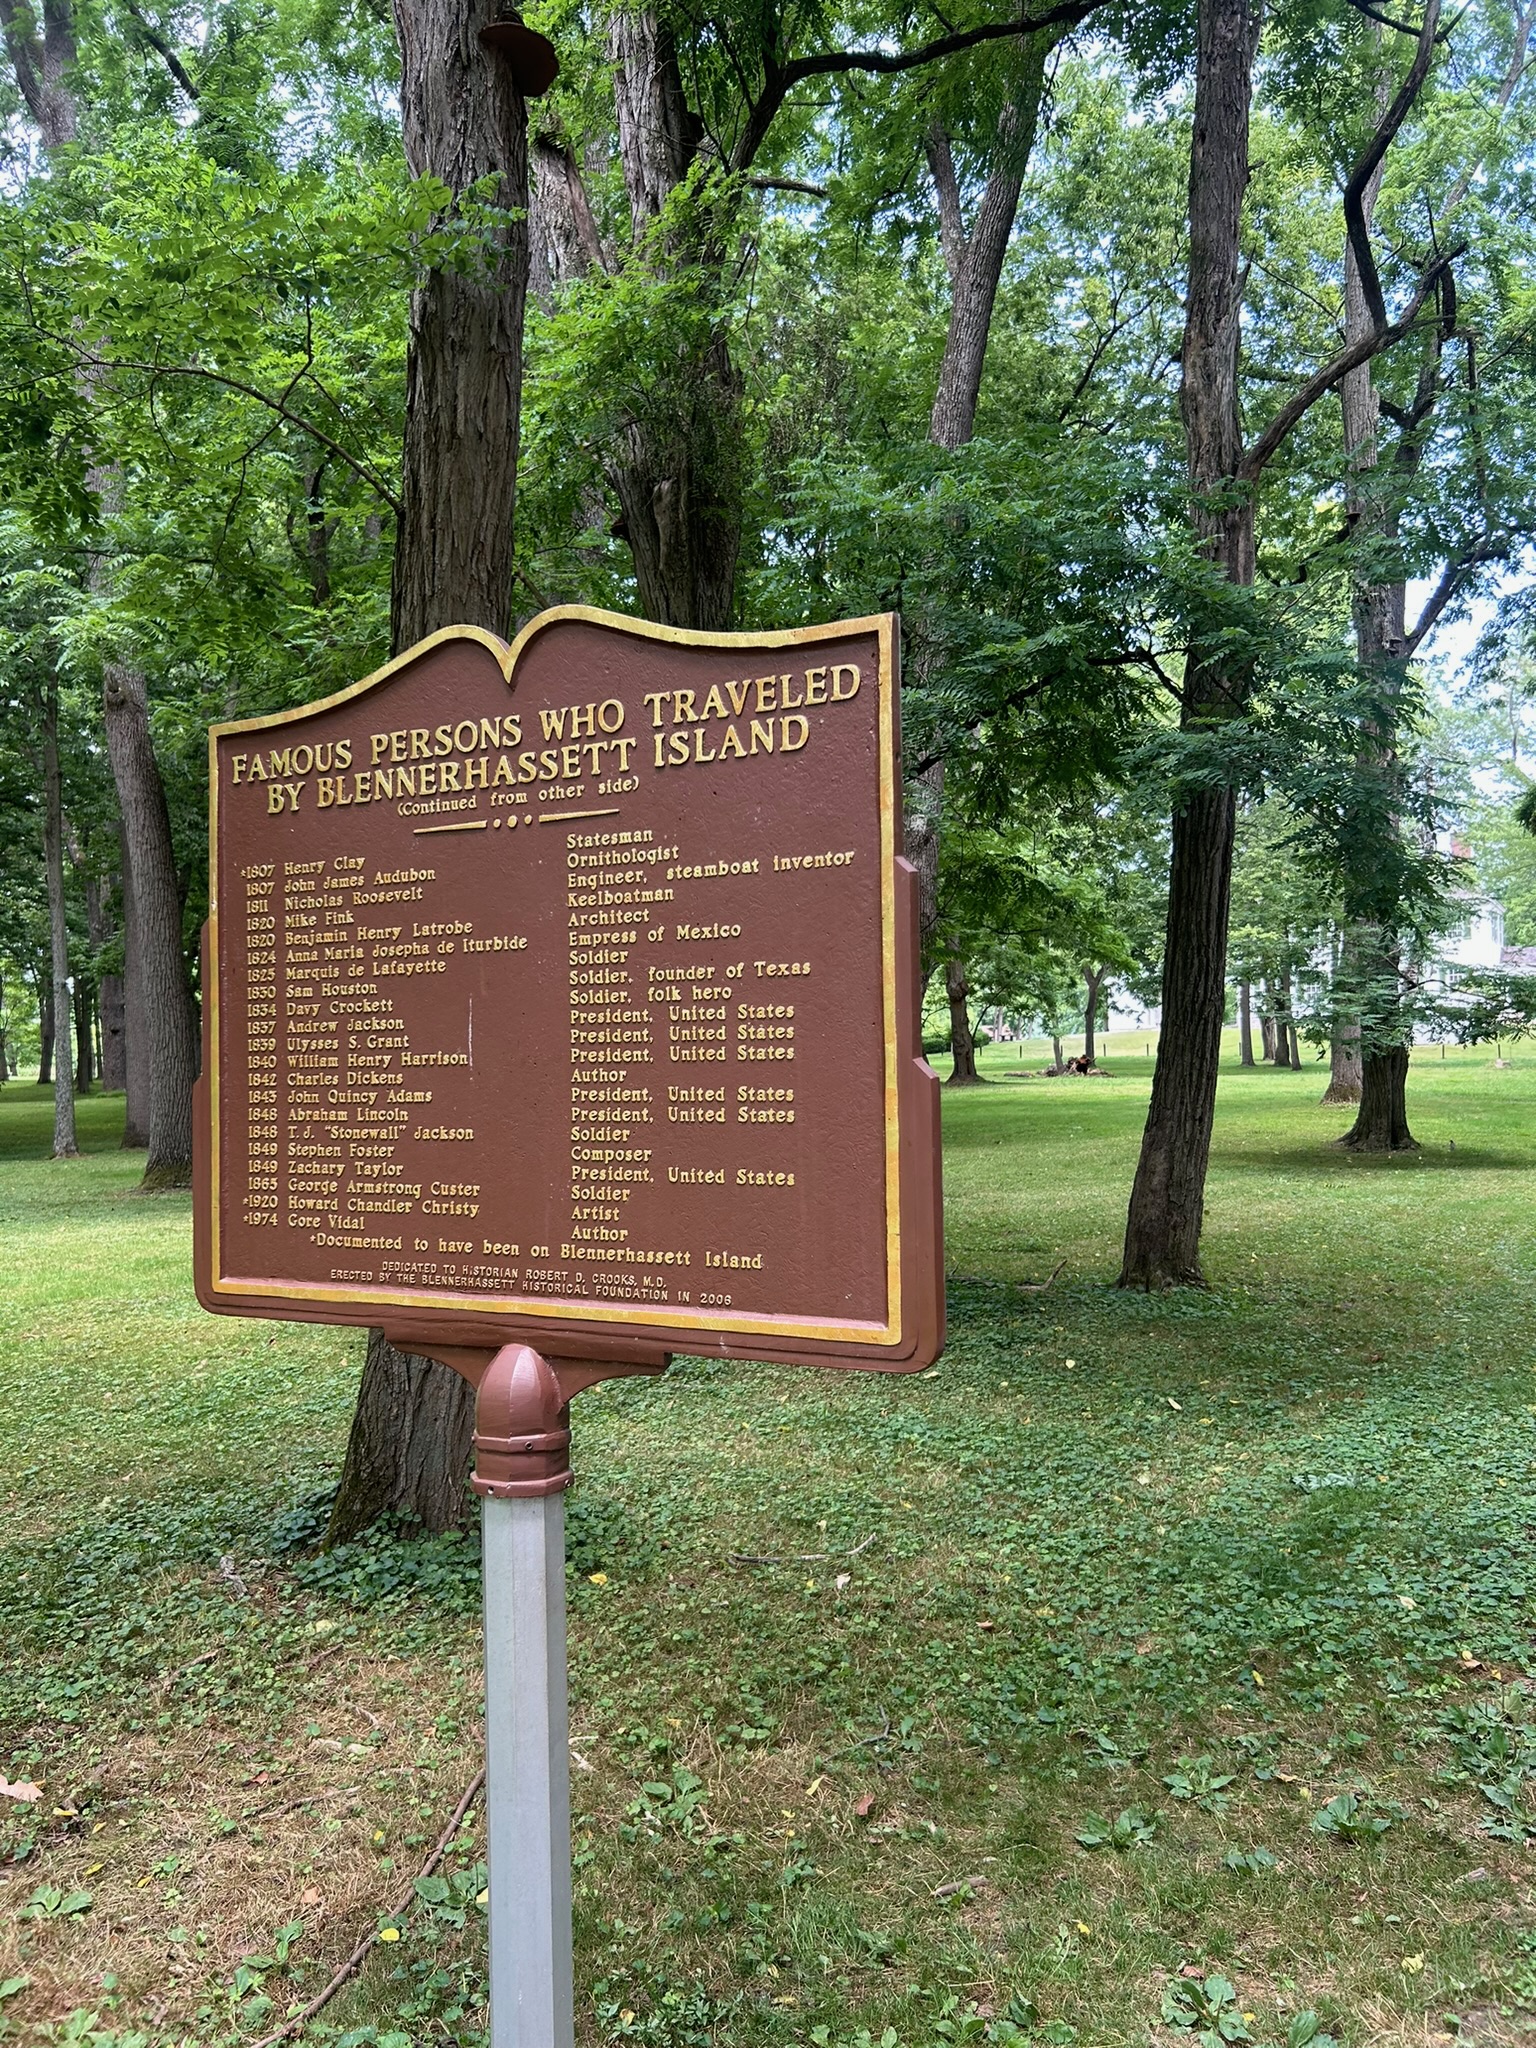 FAMOUS PERSONS WHO TRAVELED
BY BLENNERHASSETT ISLAND
(Continued from other side)
*1807 Henry Clay Statesman
1807 John James Audubon Ornithologist
1811 Nicholas Roosevelt Engineer, steamboat inventor
1820 Mike Fink Keelboatman
1820 Benjamin Henry Latrobe Architect
1824 Anna Maria Josepha de Iturbide Empress of Mexico
1825 Marquis de Lafayette Soldier
1830 Sam Houston Soldier, founder of Texas
1834 Davy Crockett Soldier, folk hero
1837 Andrew Jackson President, United States
1839 Ulysses S. Grant President, United States
1840 William Henry Harrison President, United States
1842 Charles Dickens Author
1843 John Quincy Adams President, United States
1848 Abraham Lincoln President, United States
1848 T.J. "Stonewall" Jackson Soldier
1849 Stephen Foster Composer
1849 Zachary Taylor President, United States
1863 George Armstrong Custer Soldier
*1920 Howard Chandler Christy Artist
*1974 Gore Vidal Author
*Documented to have been on Blennerhassett Island
DEDICATED TO HISTORIAN ROBERT D. CROOKS, M.D.
ERECTED BY THE BLENNERHASSETT HISTORICAL FOUNDATION IN 2006